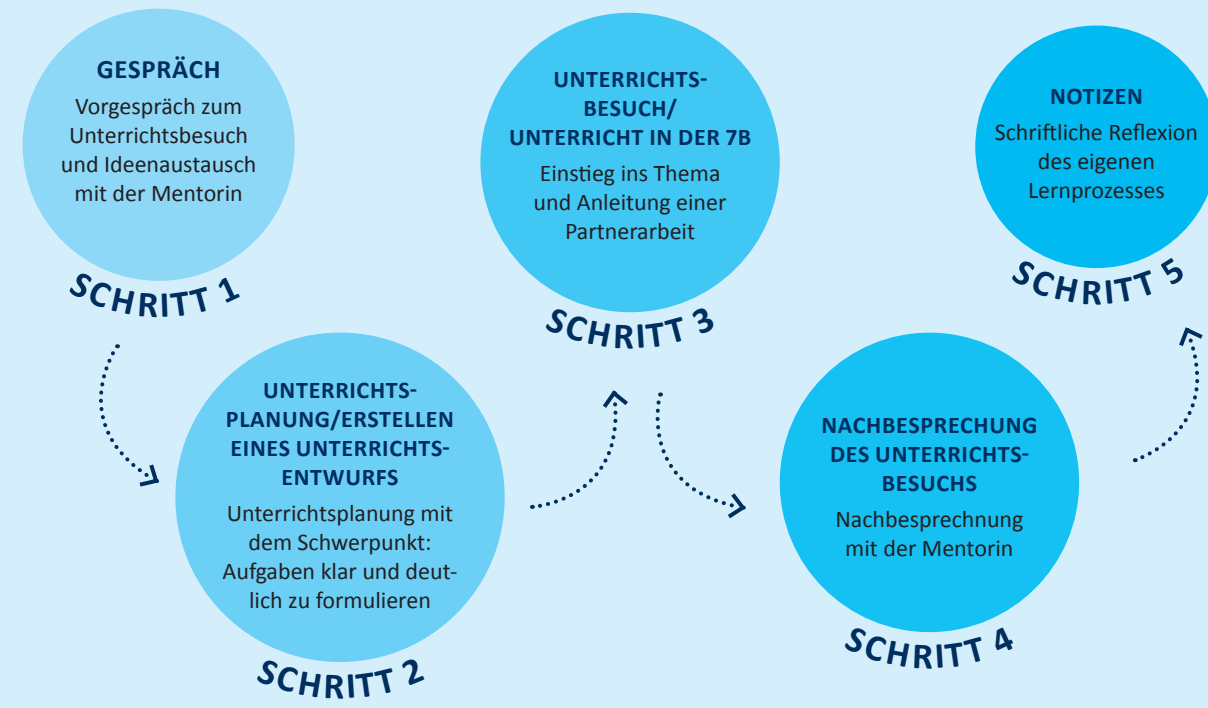 GESPRÄCH
Vorgespräch zum
Unterrichtsbesuch
und Ideenaustausch
mit der Mentorin
SCHRITT 1
UNTERRICHTS-
PLANUNG/ERSTELLEN
EINES UNTERRICHTS-
ENTWURFS
Unterrichtsplanung mit
dem Schwerpunkt:
Aufgaben klar und deut-
lich zu formulieren
SCHRITT 2
UNTERRICHTS-
BESUCH/
UNTERRICHT IN DER 7B
Einstieg ins Thema
und Anleitung einer
Partnerarbeit
SCHRITT 3
NACHBESPRECHUNG
DES UNTERRICHTS-
BESUCHS
Nachbesprechnung
mit der Mentorin
SCHRITT 4
NOTIZEN
Schriftliche Reflexion
des eigenen
Lernprozesses
SCHRITT 5